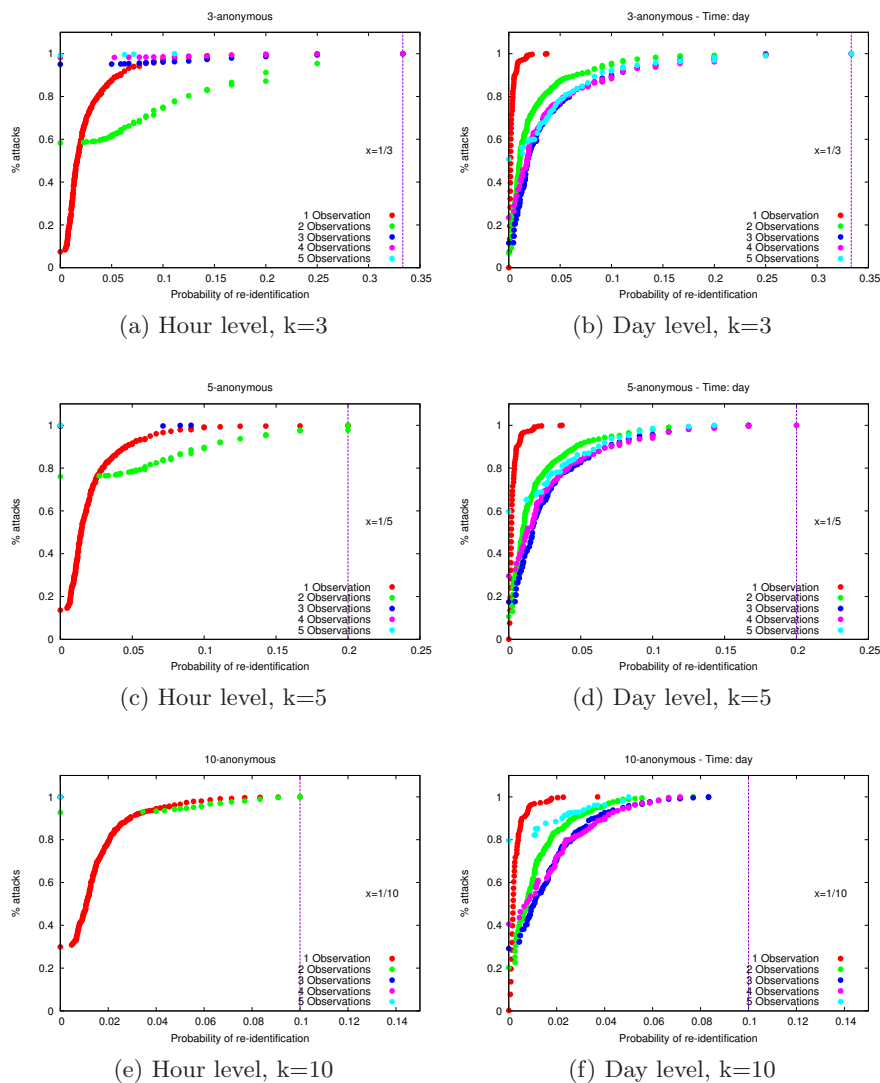 3-anonymous
% attacks
1
0.8
0.6
0.4
0.2
0
x=1/3
1 Observation
2 Observations
3 Observations
4 Observations
5 Observations
0 0.05 0.1 0.15 0.2 0.25 0.3 0.35
Probability of re-identification
(a) Hour level, k=3
3-anonymous - Time: day
% attacks
1
0.8
0.6
0.4
0.2
0
x=1/3
1 Observation
2 Observations
3 Observations
4 Observations
5 Observations
0 0.05 0.1 0.15 0.2 0.25 0.3 0.35
Probability of re-identification
(b) Day level, k=3
5-anonymous
% attacks
1
0.8
0.6
0.4
0.2
0
x=1/5
1 Observation
2 Observations
3 Observations
4 Observations
5 Observations
0 0.05 0.1 0.15 0.2 0.25
Probability of re-identification
(c) Hour level, k=5
5-anonymous - Time: day
% attacks
1
0.8
0.6
0.4
0.2
0
x=1/5
1 Observation
2 Observations
3 Observations
4 Observations
5 Observations
0 0.05 0.1 0.15 0.2 0.25
Probability of re-identification
(d) Day level, k=5
10-anonymous
% attacks
1
0.8
0.6
0.4
0.2
0
x=1/10
1 Observation
2 Observations
3 Observations
4 Observations
5 Observations
0 0.02 0.04 0.06 0.08 0.1 0.12 0.14
Probability of re-identification
(e) Hour level, k=10
10-anonymous - Time: day
% attacks
1
0.8
0.6
0.4
0.2
0
x=1/10
1 Observation
2 Observations
3 Observations
4 Observations
5 Observations
0 0.02 0.04 0.06 0.08 0.1 0.12 0.14
Probability of re-identification
(f) Day level, k=10